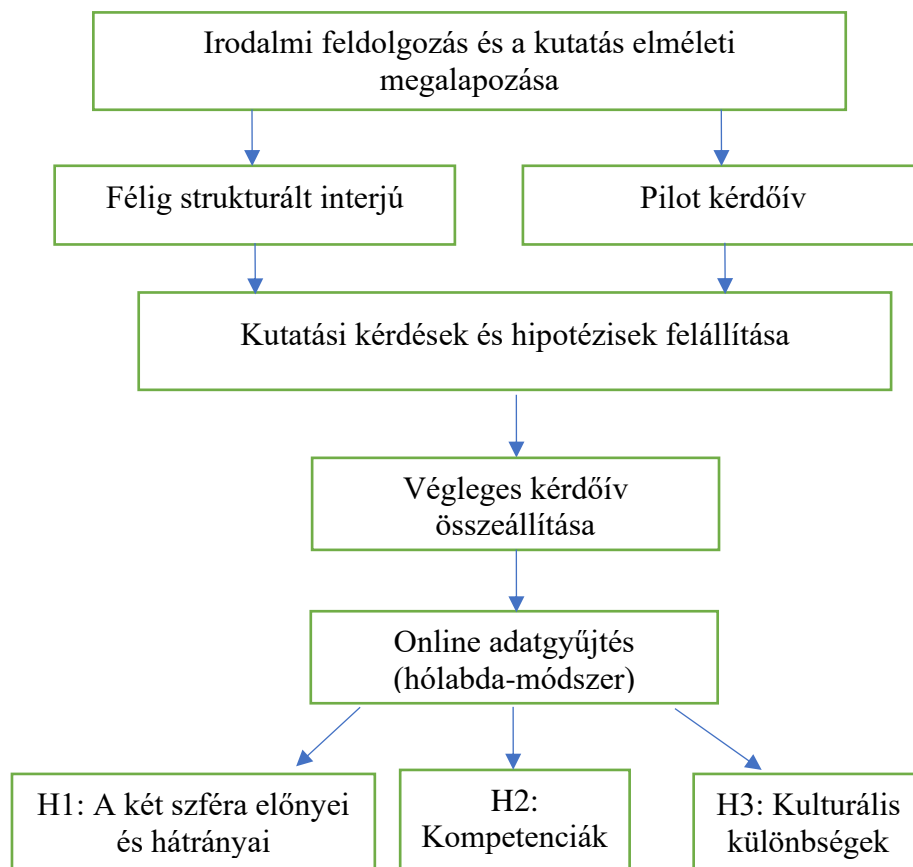 Irodalmi feldolgozás és a kutatás elméleti
megalapozása
Félig strukturált interjú
Pilot kérdőív
Kutatási kérdések és hipotézisek felállítása
Végleges kérdőív
összeállítása
Online adatgyűjtés
(hólabda-módszer)
H1: A két szféra előnyei
és hátrányai
H2:
Kompetenciák
H3: Kulturális
különbségek